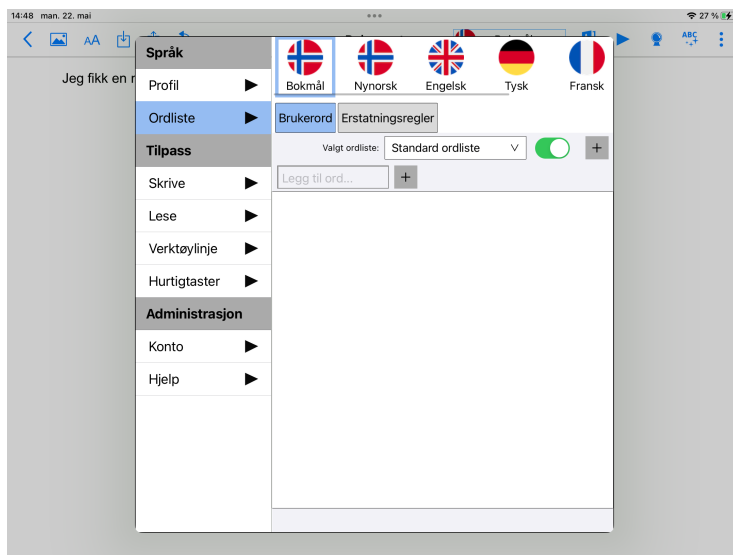 14:48 man. 22. mai
27 %
AA
ABC
Jeg fikk en
Språk
Profil
Ordliste
Tilpass
Skrive
Lese
Verktøylinje
Hurtigtaster
Administrasjon
Konto
Hjelp
Bokmål Nynorsk Engelsk Tysk Fransk
Brukerord Erstatningsregler
Valgt ordliste: Standard ordliste
Legg til ord...